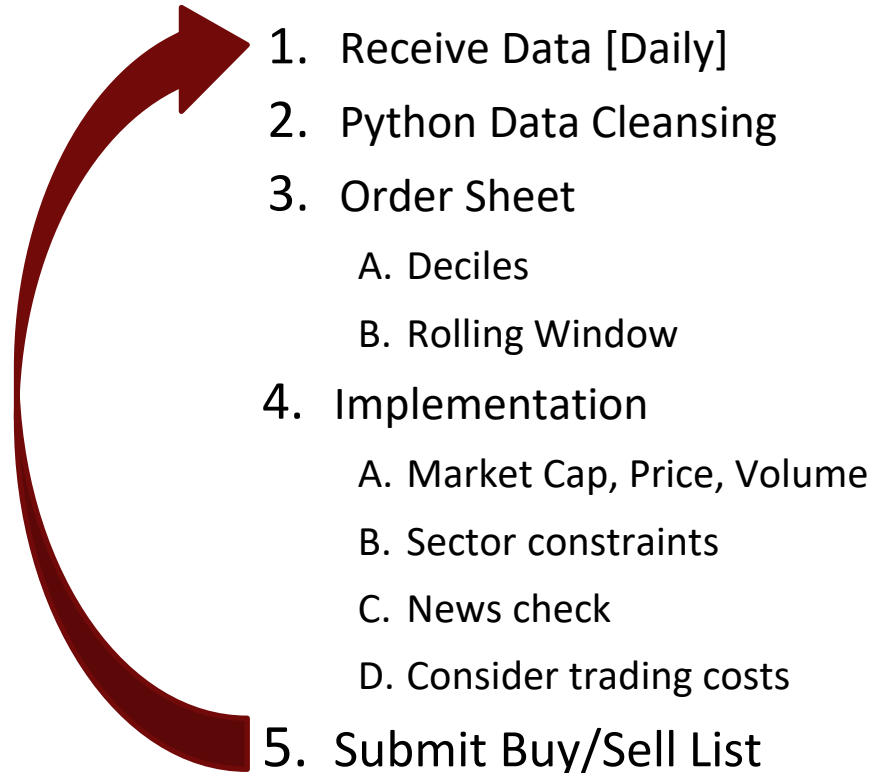 1. Receive Data [Daily]
2. Python Data Cleansing
3. Order Sheet
A. Deciles
B. Rolling Window
4. Implementation
A. Market Cap, Price, Volume
B. Sector constraints
C. News check
D. Consider trading costs
5. Submit Buy/Sell List